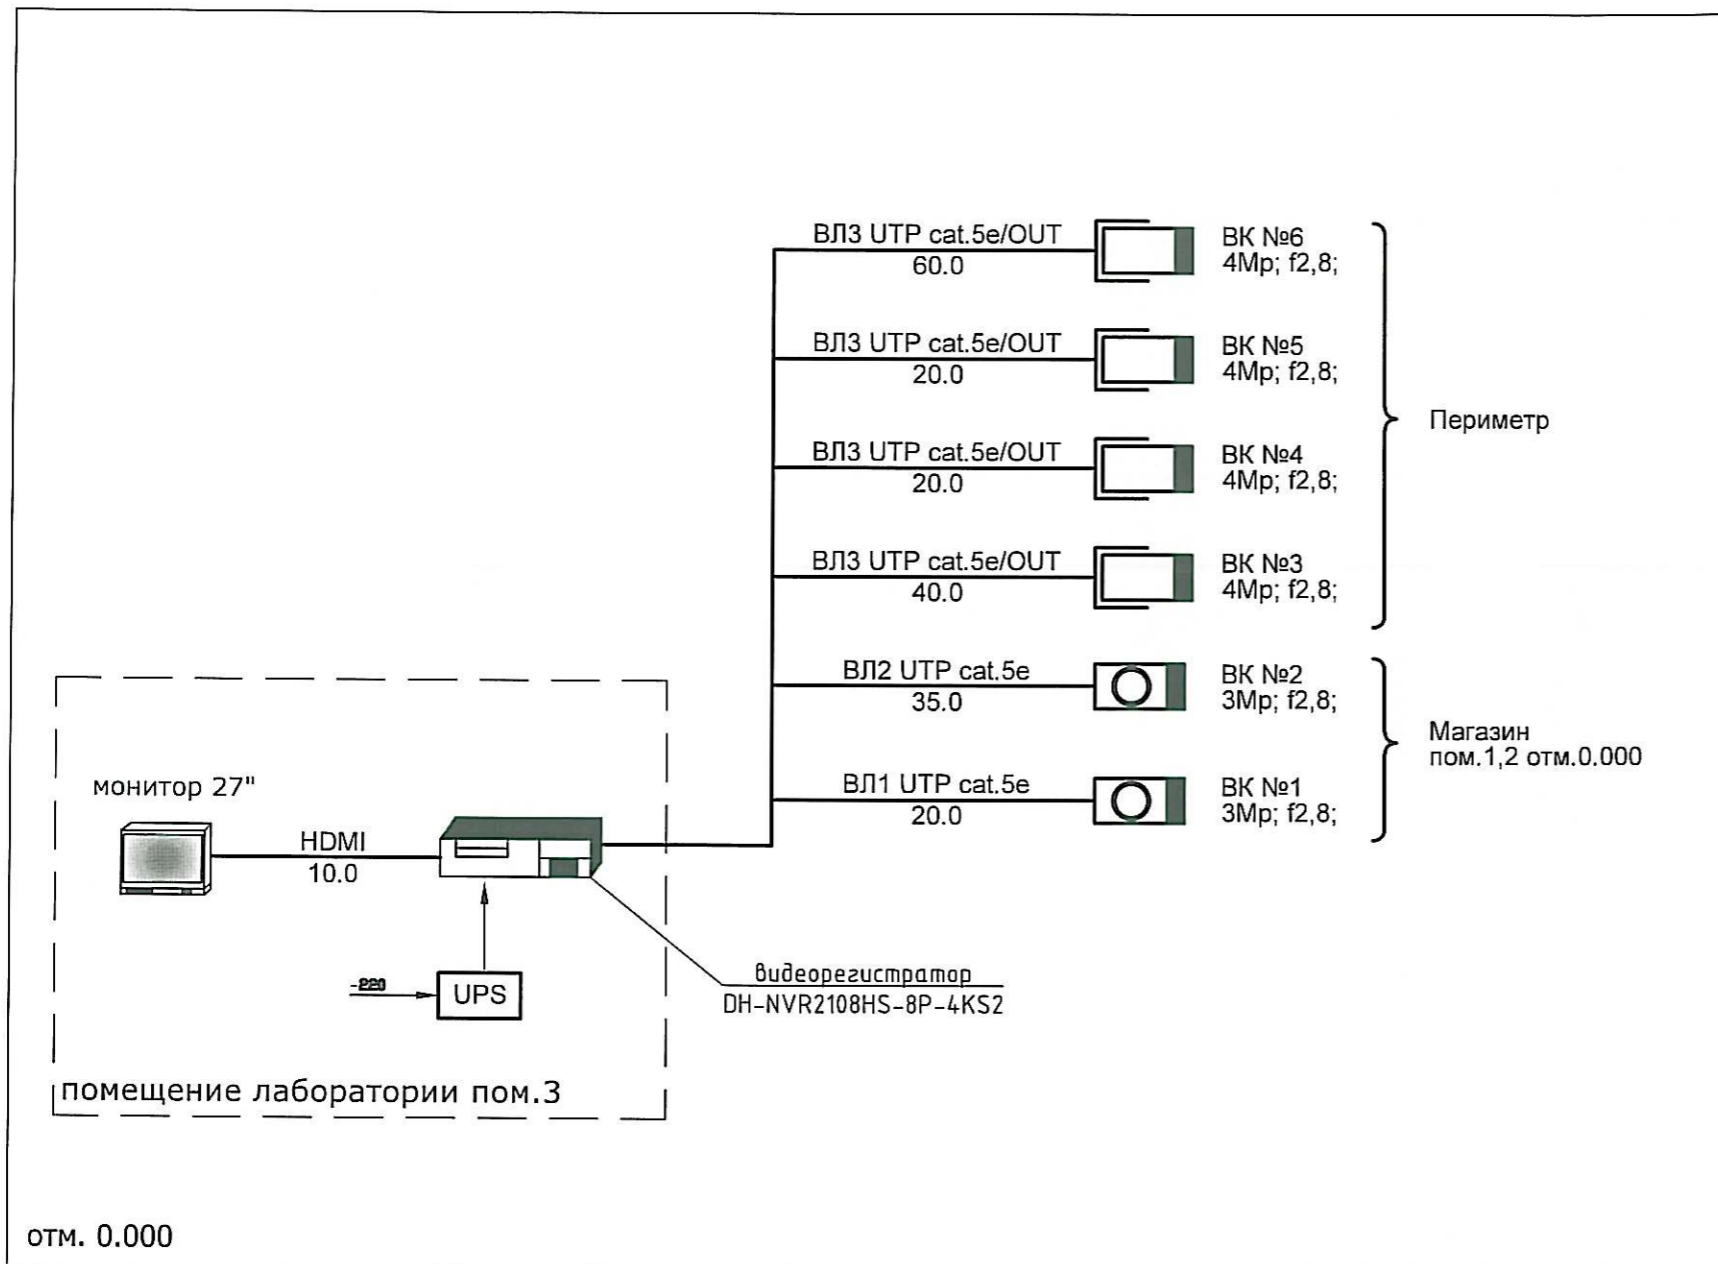 ВЛ3 UTP cat.5e/OUT
60.0
ВК №6
4Mp; f2,8;
ВЛ3 UTP cat.5e/OUT
20.0
ВК №5
4Mp; f2,8;
Периметр
ВЛ3 UTP cat.5e/OUT
20.0
ВК №4
4Mp; f2,8;
ВЛ3 UTP cat.5e/OUT
40.0
ВК №3
4Mp; f2,8;
ВЛ2 UTP cat.5e
35.0
ВК №2
3Mp; f2,8;
Магазин
пом.1,2 отм.0.000
ВЛ1 UTP cat.5e
20.0
ВК №1
3Mp; f2,8;
монитор 27"
HDMI
10.0
~220
UPS
видеорегистратор
DH-NVR2108HS-8P-4KS2
помещение лаборатории пом.3
отм. 0.000